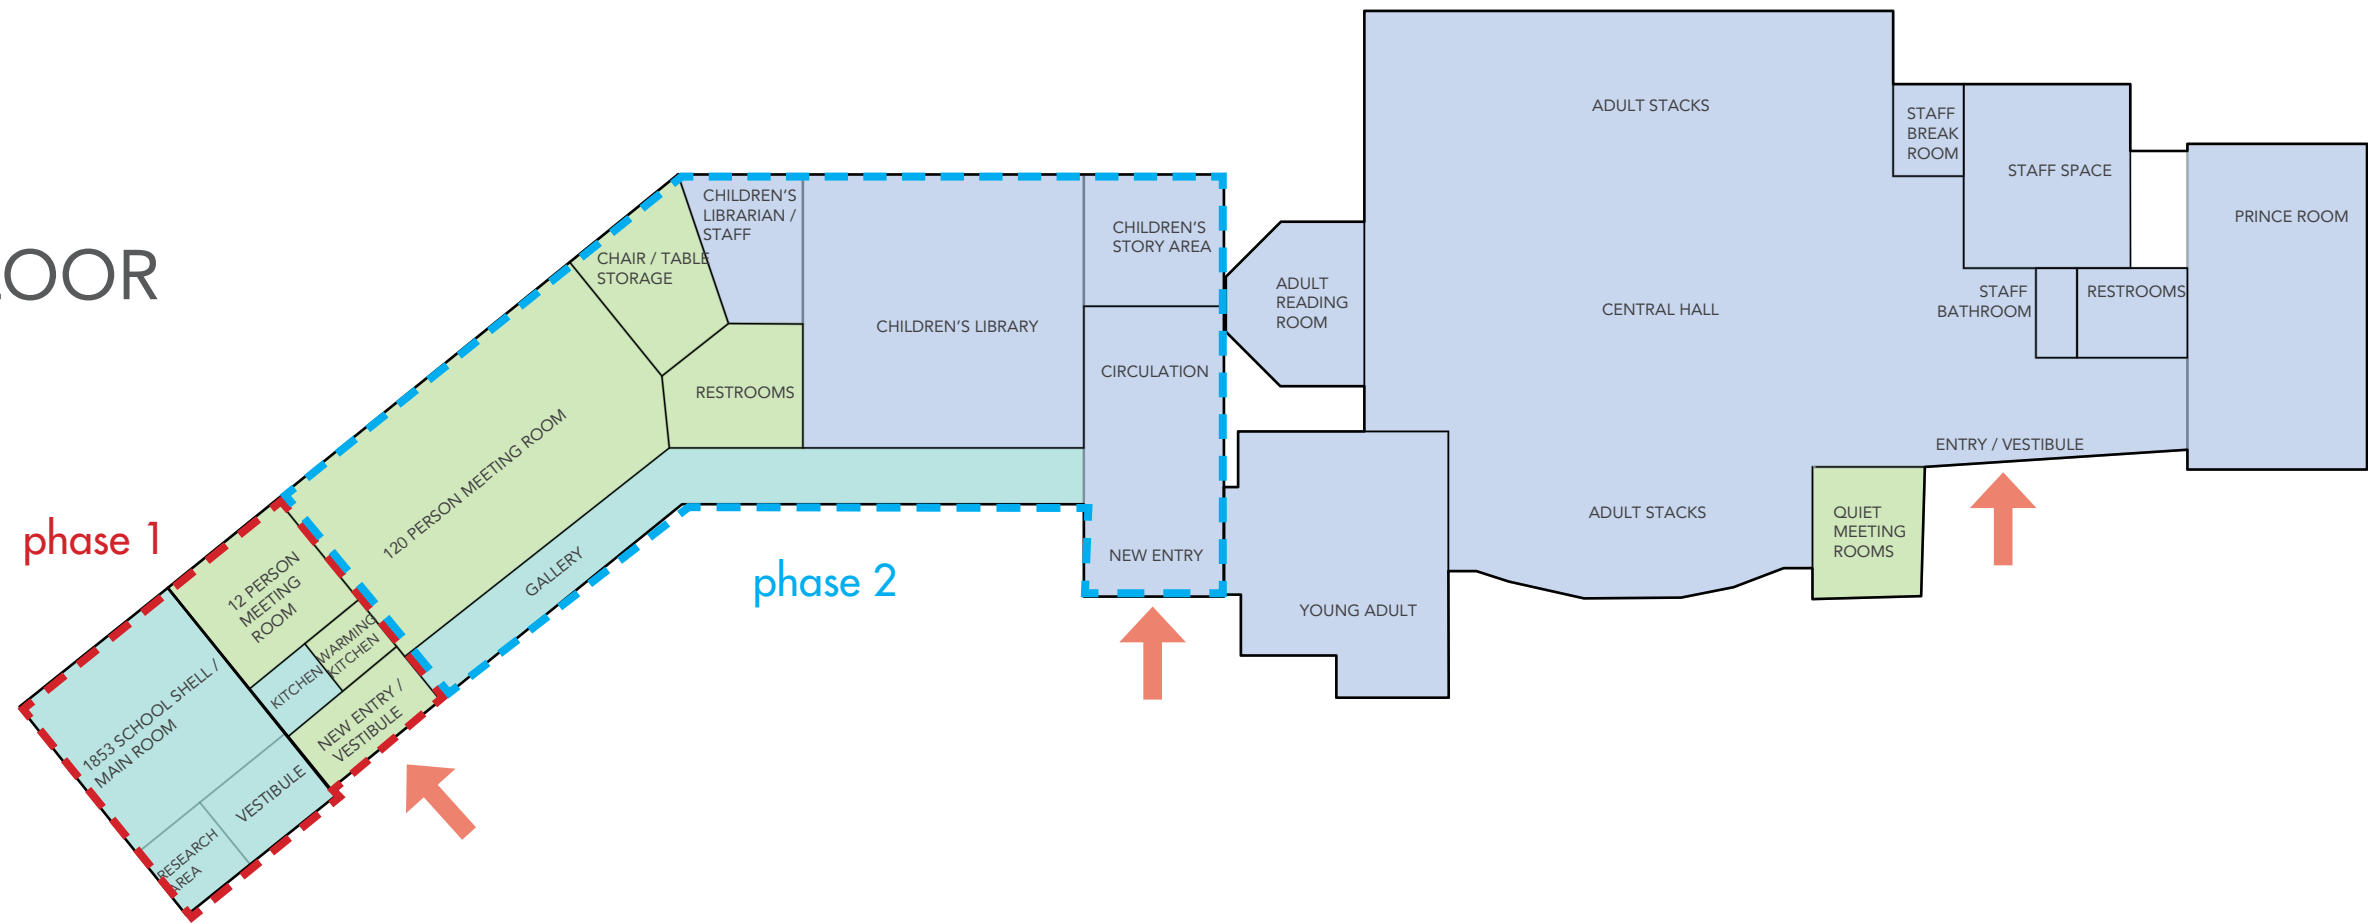 OOR
phase 1
phase 2
1853 SCHOOL SHELL /
MAIN ROOM
RESEARCH
AREA
VESTIBULE
12 PERSON
MEETING
ROOM
KITCHEN
WARMING
KITCHEN
NEW ENTRY /
VESTIBULE
120 PERSON MEETING ROOM
GALLERY
CHAIR / TABLE
STORAGE
CHILDREN'S
LIBRARIAN /
STAFF
RESTROOMS
CHILDREN'S LIBRARY
CHILDREN'S
STORY AREA
CIRCULATION
NEW ENTRY
ADULT
READING
ROOM
YOUNG ADULT
ADULT STACKS
CENTRAL HALL
ADULT STACKS
STAFF
BREAK
ROOM
STAFF SPACE
STAFF
BATHROOM
RESTROOMS
PRINCE ROOM
ENTRY / VESTIBULE
QUIET
MEETING
ROOMS